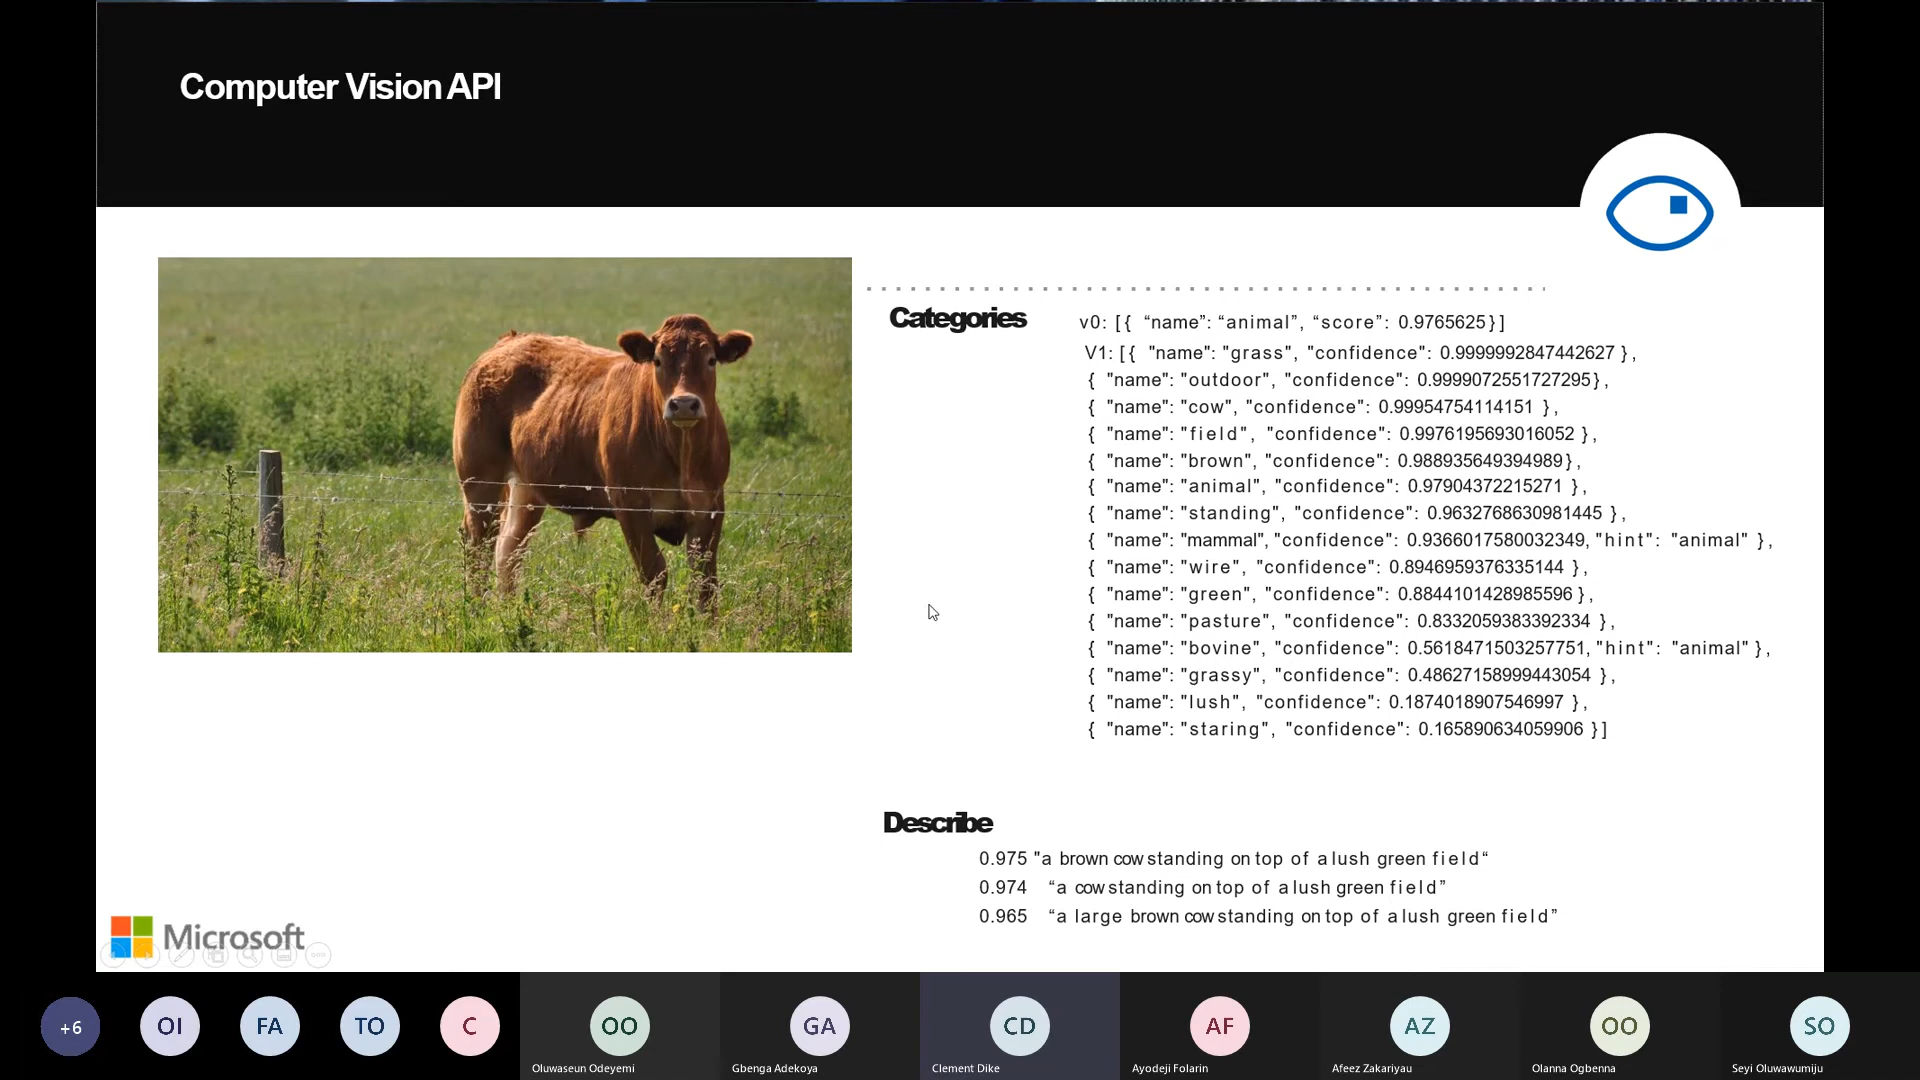 Computer Vision API
Categories
v0: [{ “name”: “animal”, “score”: 0.9765625}]
V1: [{ "name": "grass", "confidence": 0.9999992847442627 },
{ "name": "outdoor", "confidence": 0.9999072551727295},
{ "name": "cow", "confidence": 0.99954754114151 },
{ "name": "field", "confidence": 0.9976195693016052 },
{ "name": "brown", "confidence": 0.988935649394989},
{ "name": "animal", "confidence": 0.97904372215271 },
{ "name": "standing", "confidence": 0.9632768630981445 },
{ "name": "mammal", "confidence": 0.9366017580032349, "hint": "animal" },
{ "name": "wire", "confidence": 0.8946959376335144 },
{ "name": "green", "confidence": 0.8844101428985596 },
{ "name": "pasture", "confidence": 0.8332059383392334 },
{ "name": "bovine", "confidence": 0.5618471503257751, "hint": "animal" },
{ "name": "grassy", "confidence": 0.48627158999443054 },
{ "name": "lush", "confidence": 0.1874018907546997 },
{ "name": "staring", "confidence": 0.165890634059906 }]
Describe
0.975 "a brown cow standing on top of a lush green field“
0.974 “a cow standing on top of a lush green field”
0.965 “a large brown cow standing on top of a lush green field”
Microsoft
+6
OI
FA
TO
C
OO
GA
CD
AF
AZ
OO
SO
Oluwaseun Odeyemi
Gbenga Adekoya
Clement Dike
Ayodeji Folarin
Afeez Zakariyau
Olanna Ogbenna
Seyi Oluwawumiju